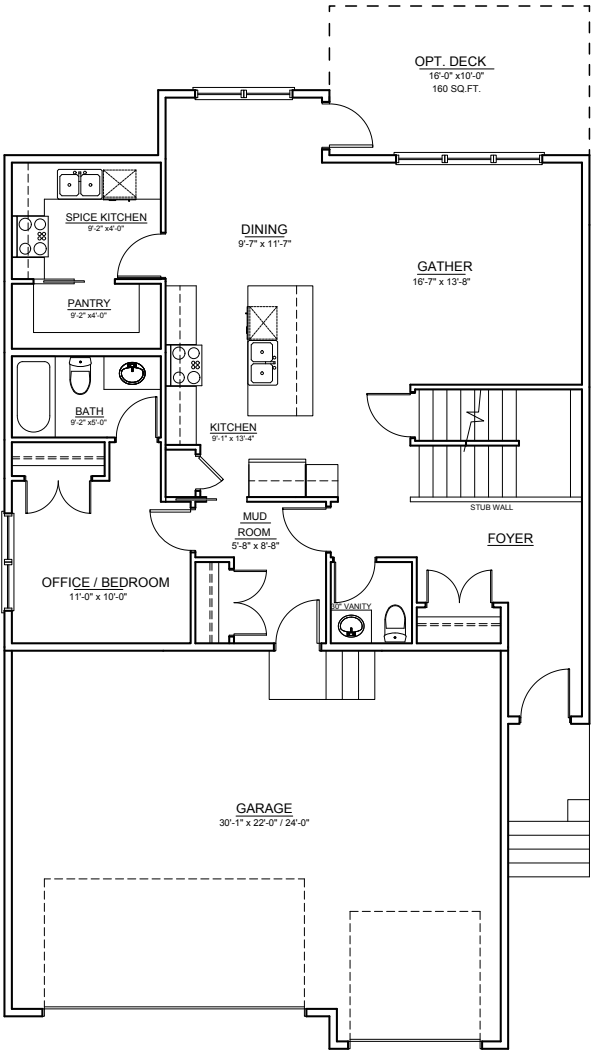 OPT. DECK
16'-0" x10'-0"
160 SQ.FT.
SPICE KITCHEN
9'-2" x4'-0"
DINING
9'-7" x 11'-7"
GATHER
16'-7" x 13'-8"
PANTRY
9'-2" x4'-0"
BATH
9'-2" x5'-0"
KITCHEN
9'-1" x 13'-4"
STUB WALL
MUD
ROOM
5'-8" x 8'-8"
FOYER
OFFICE / BEDROOM
11'-0" x 10'-0"
30" VANITY
GARAGE
30'-1" x 22'-0" / 24'-0"